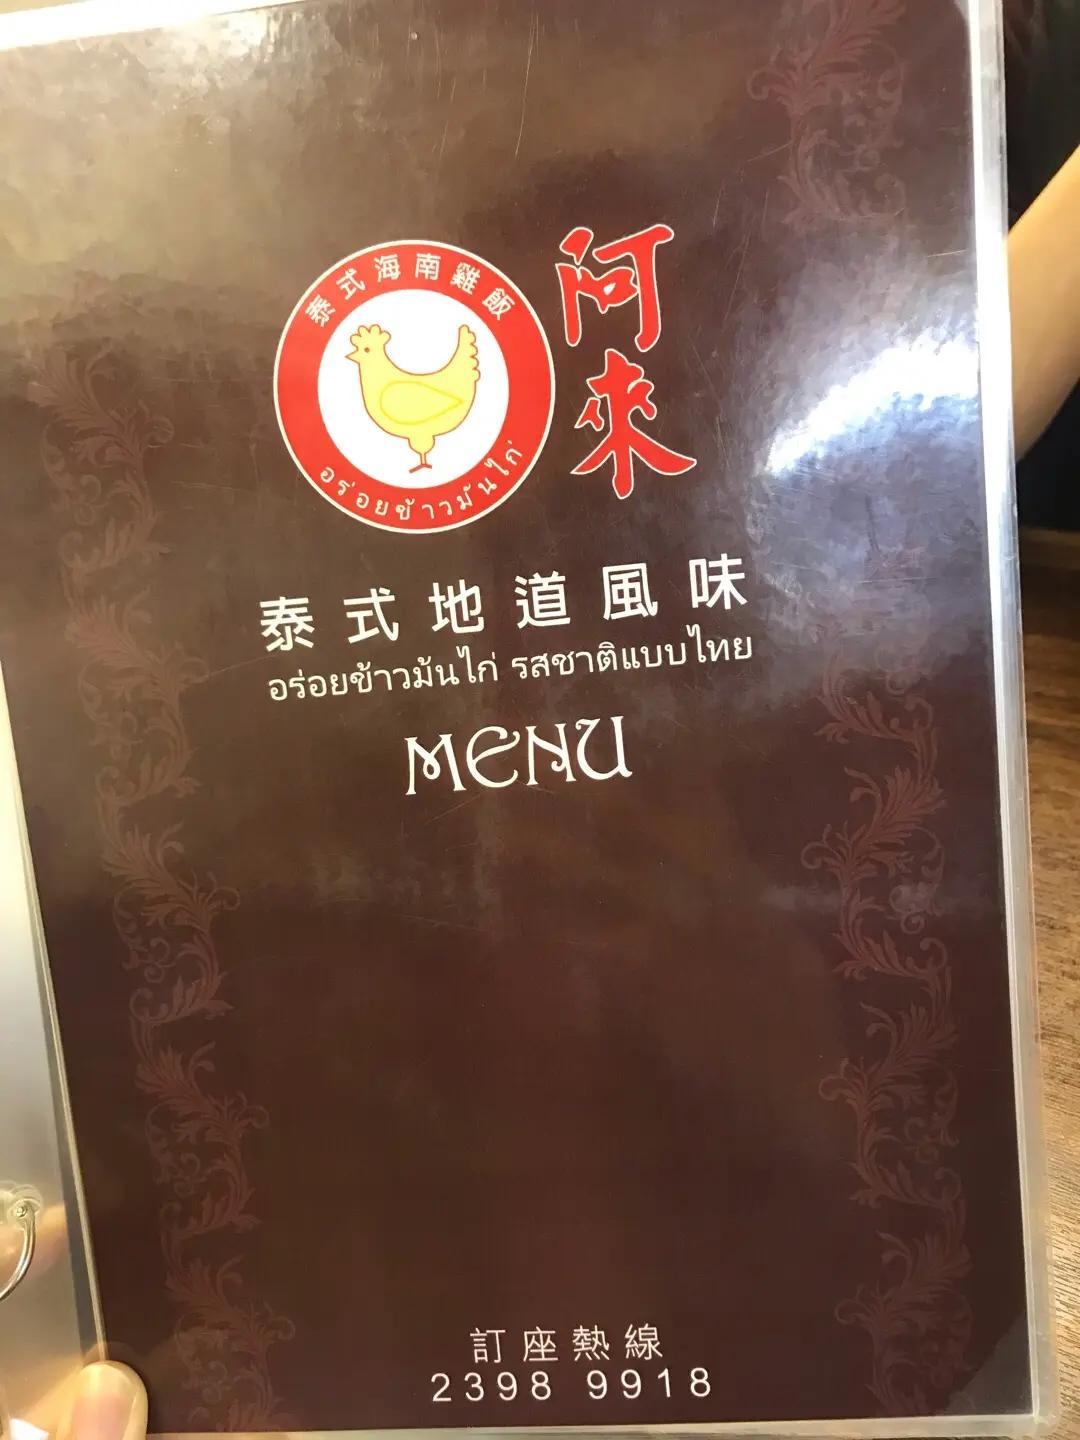 泰式海南雞飯
อร่อยข้าวมันไก่
阿來
泰式地道風味
อร่อยข้าวมันไก่ รสชาติแบบไทย
MENU
訂座熱線
2398 9918